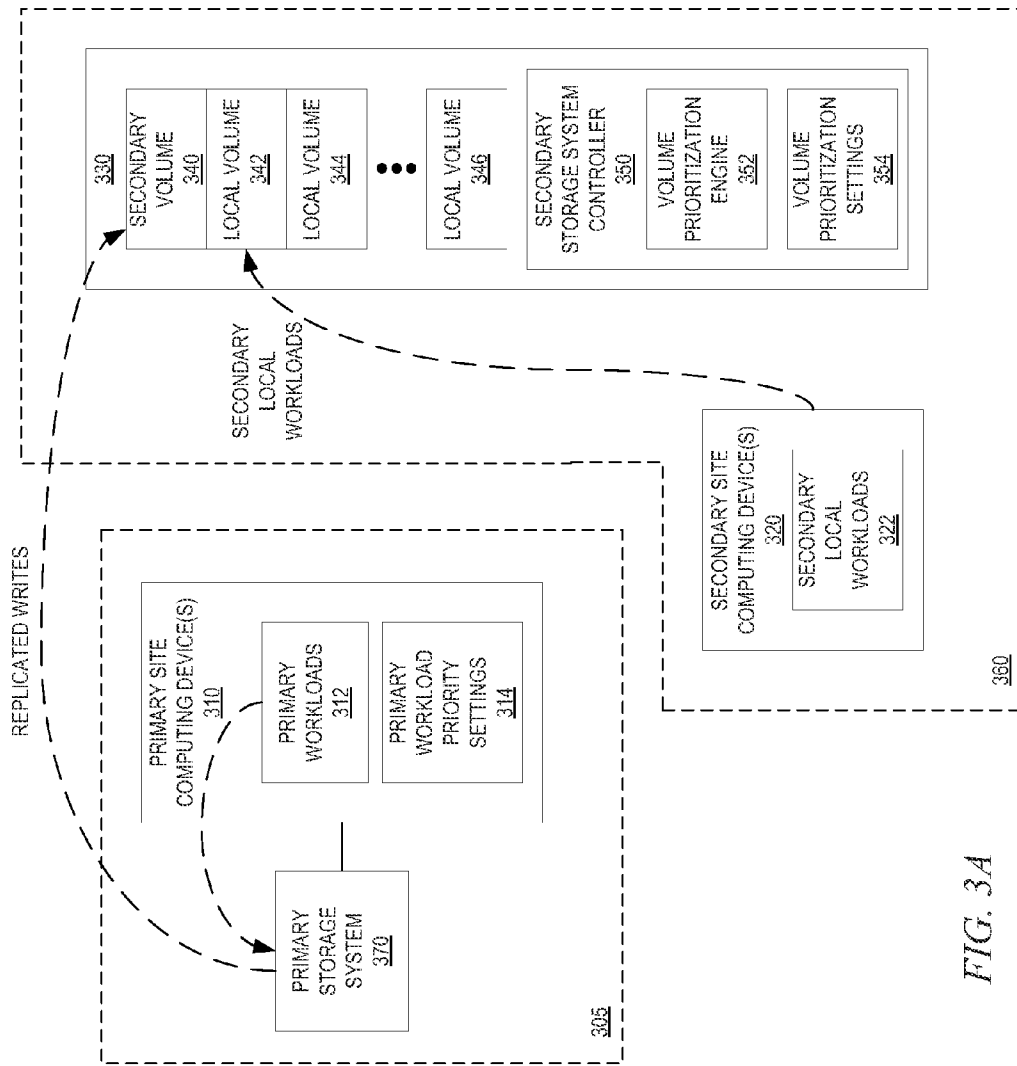 REPLICATED WRITES
PRIMARY SITE
COMPUTING DEVICE(S)
310
PRIMARY
WORKLOADS
312
PRIMARY
WORKLOAD
PRIORITY
SETTINGS
314
PRIMARY
STORAGE
SYSTEM
370
305
SECONDARY
LOCAL
WORKLOADS
330
SECONDARY
VOLUME
340
LOCAL VOLUME
342
LOCAL VOLUME
344
LOCAL VOLUME
346
SECONDARY
STORAGE SYSTEM
CONTROLLER
350
VOLUME
PRIORITIZATION
ENGINE
352
VOLUME
PRIORITIZATION
SETTINGS
354
SECONDARY SITE
COMPUTING DEVICE(S)
320
SECONDARY
LOCAL
WORKLOADS
322
360
FIG. 3A